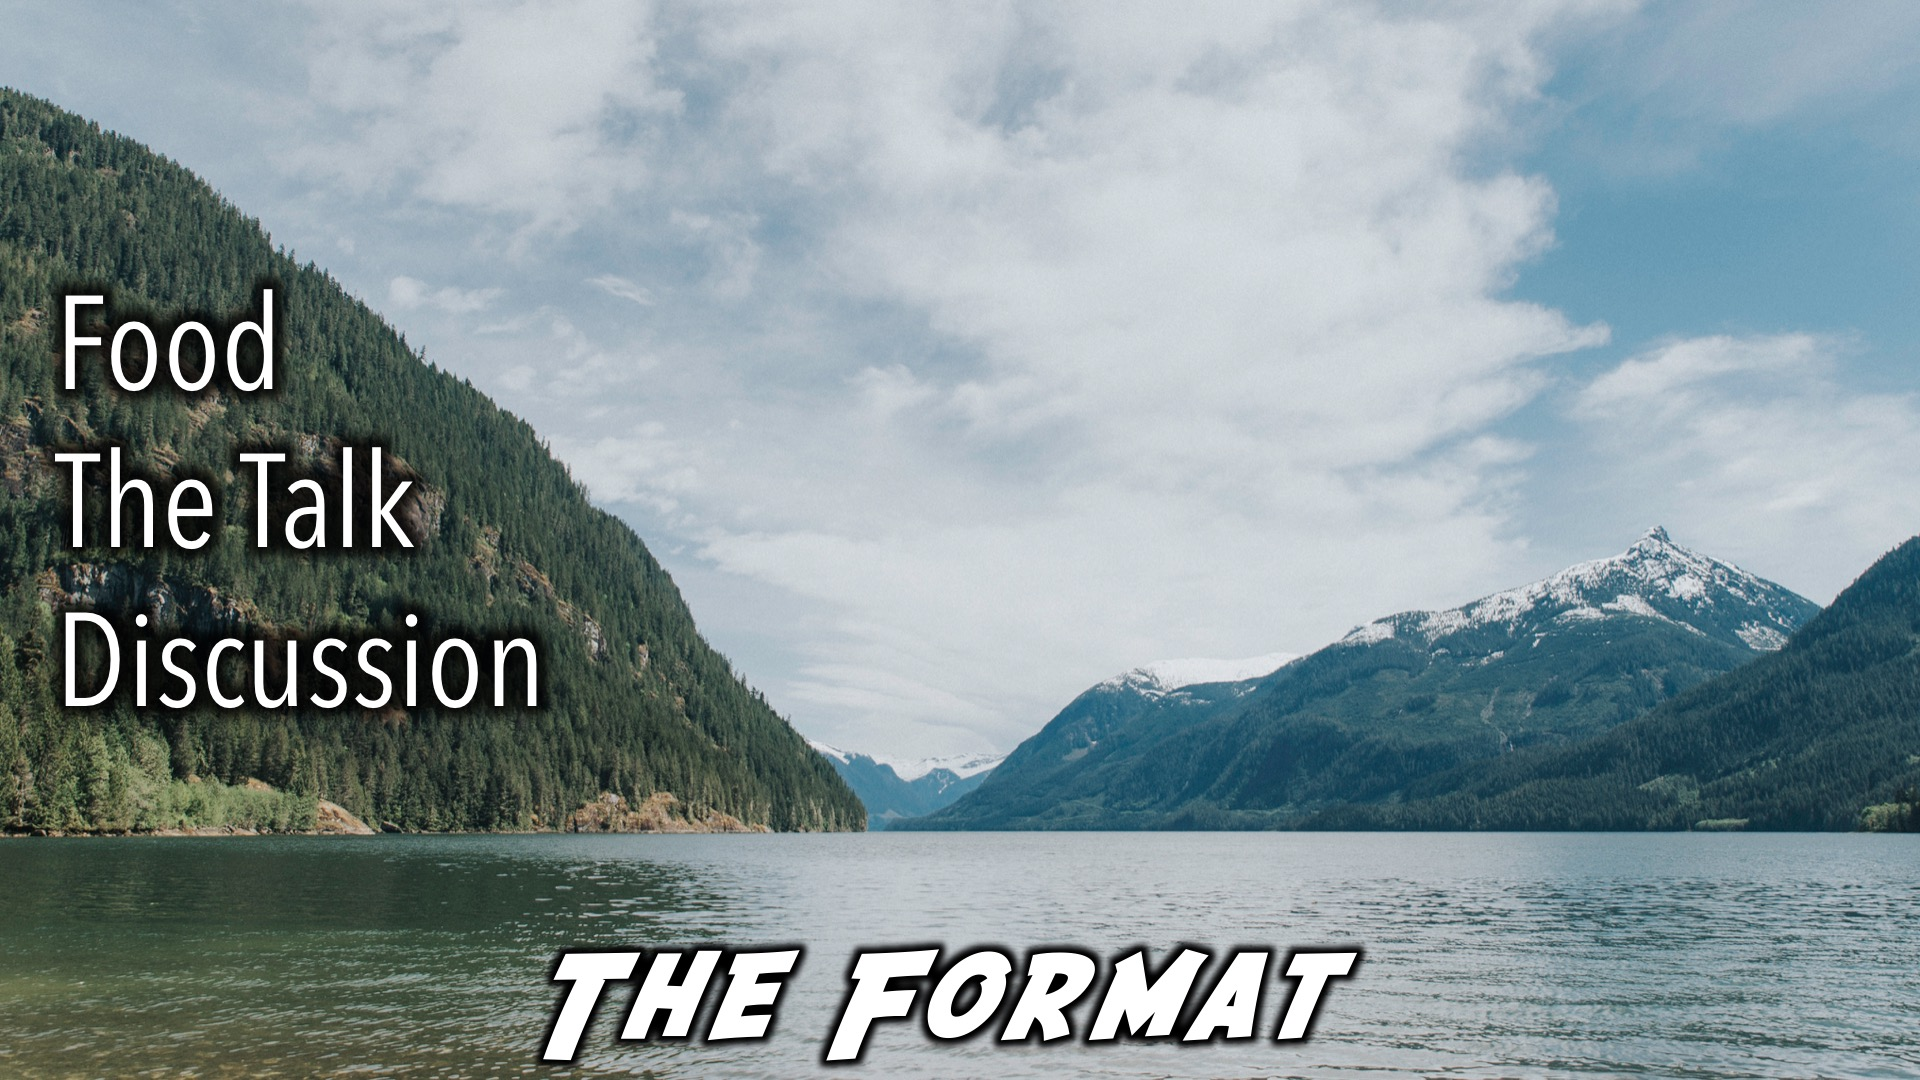 Food
The Talk
Discussion
The Format